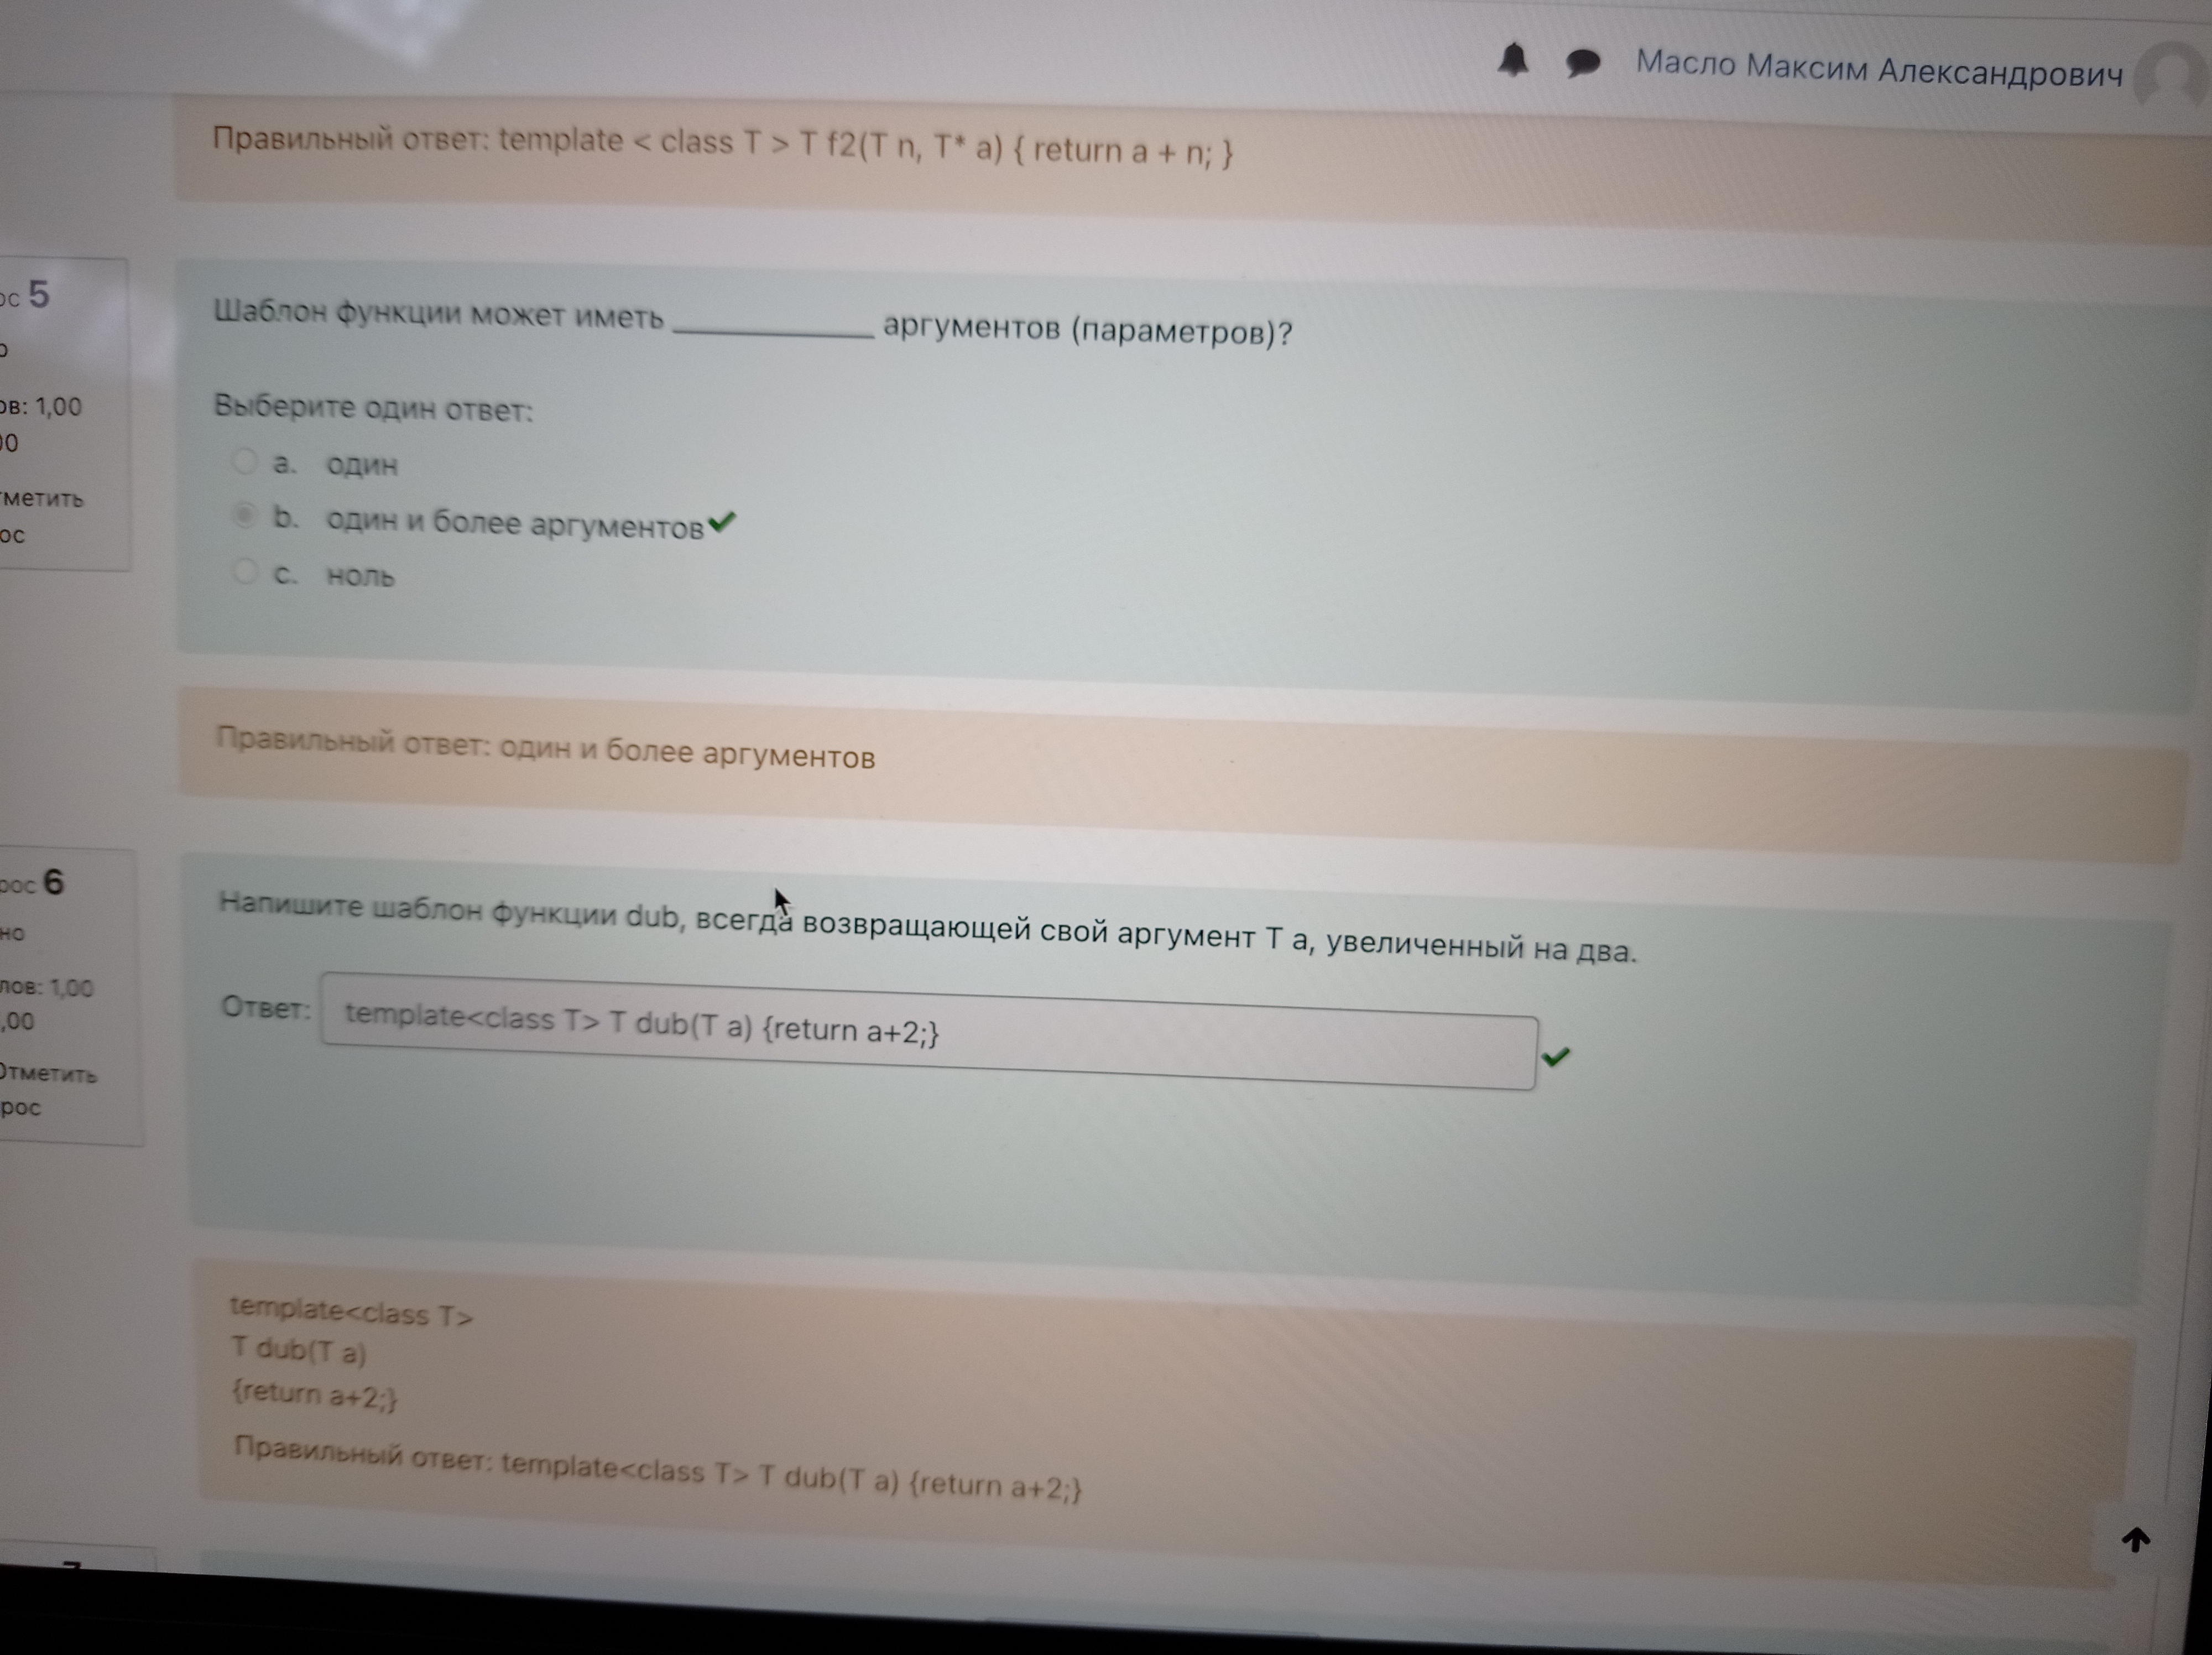 Масло Максим Александрович
Правильный ответ: template < class T > T f2(T n, T* a) { return a + n; }
ос 5
ов: 1,00
метить
ос
Шаблон функции может иметь ____________ аргументов (параметров)?
Выберите один ответ:
a. один
b. один и более аргументов
c. ноль
Правильный ответ: один и более аргументов
рос 6
но
лов: 1,00
,00
Отметить
рос
Напишите шаблон функции dub, всегда возвращающей свой аргумент T a, увеличенный на два.
Ответ: template<class T> T dub(T a) {return a+2;}
template<class T>
T dub(T a)
{return a+2;}
Правильный ответ: template<class T> T dub(T a) {return a+2;}